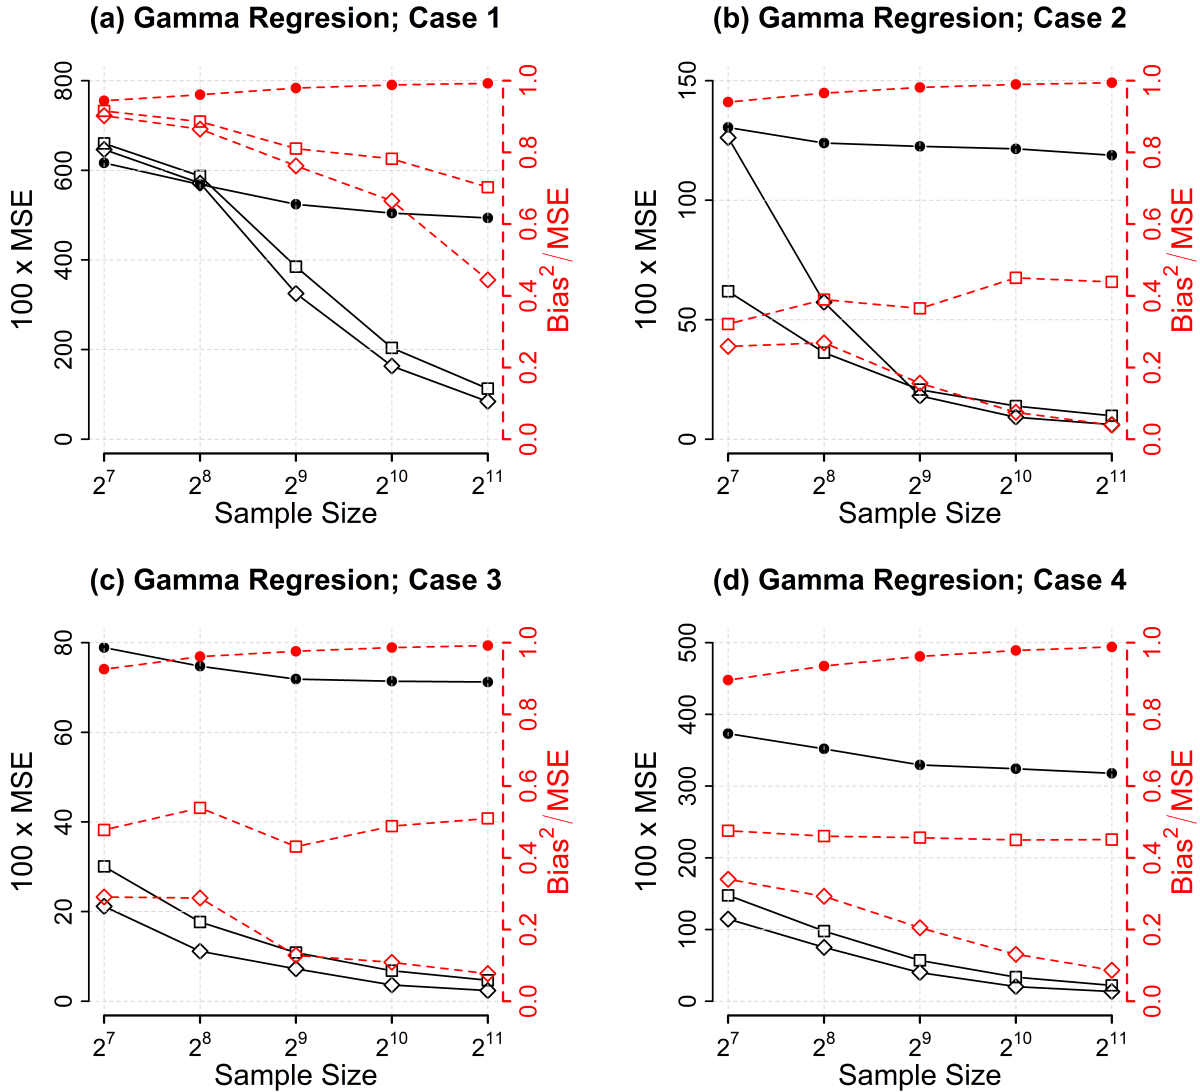 (a) Gamma Regresion; Case 1
800
600
400
200
0
100 x MSE
1.0
0.8
0.6
0.4
0.2
0.0
Bias² / MSE
2⁷ 2⁸ 2⁹ 2¹⁰ 2¹¹
Sample Size
(b) Gamma Regresion; Case 2
150
100
50
0
100 x MSE
1.0
0.8
0.6
0.4
0.2
0.0
Bias² / MSE
2⁷ 2⁸ 2⁹ 2¹⁰ 2¹¹
Sample Size
(c) Gamma Regresion; Case 3
80
60
40
20
0
100 x MSE
1.0
0.8
0.6
0.4
0.2
0.0
Bias² / MSE
2⁷ 2⁸ 2⁹ 2¹⁰ 2¹¹
Sample Size
(d) Gamma Regresion; Case 4
500
400
300
200
100
0
100 x MSE
1.0
0.8
0.6
0.4
0.2
0.0
Bias² / MSE
2⁷ 2⁸ 2⁹ 2¹⁰ 2¹¹
Sample Size